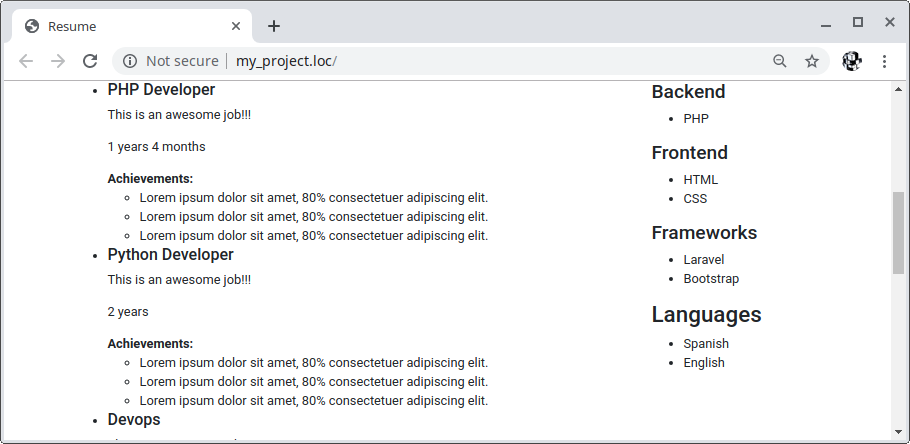 Resume
Not secure | my_project.loc/
PHP Developer
This is an awesome job!!!
1 years 4 months
Achievements:
Lorem ipsum dolor sit amet, 80% consectetuer adipiscing elit.
Lorem ipsum dolor sit amet, 80% consectetuer adipiscing elit.
Lorem ipsum dolor sit amet, 80% consectetuer adipiscing elit.
Python Developer
This is an awesome job!!!
2 years
Achievements:
Lorem ipsum dolor sit amet, 80% consectetuer adipiscing elit.
Lorem ipsum dolor sit amet, 80% consectetuer adipiscing elit.
Lorem ipsum dolor sit amet, 80% consectetuer adipiscing elit.
Devops
Backend
PHP
Frontend
HTML
CSS
Frameworks
Laravel
Bootstrap
Languages
Spanish
English